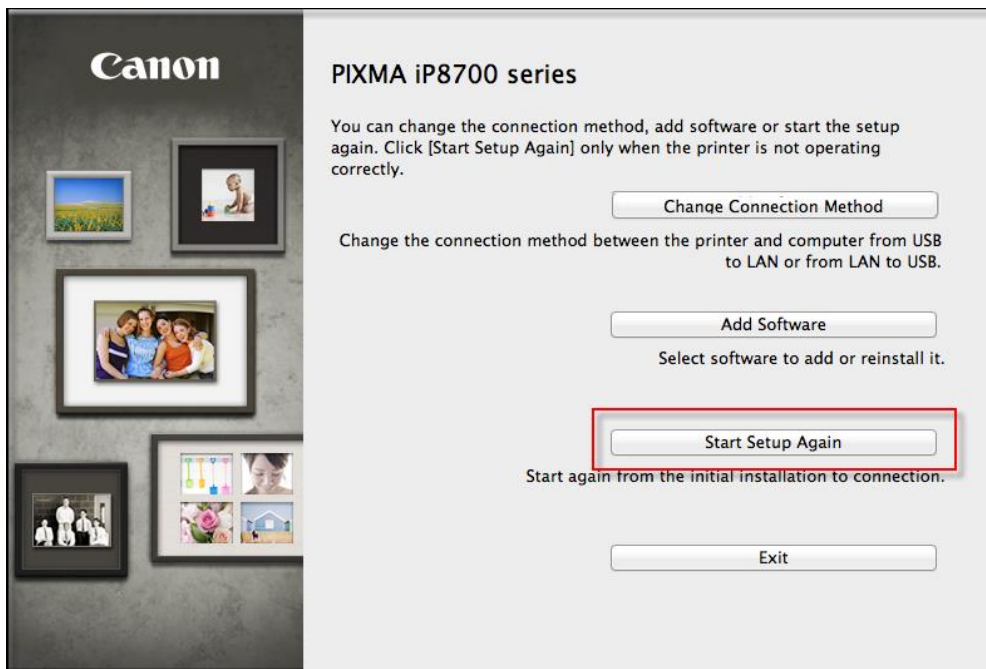 Canon
PIXMA iP8700 series
You can change the connection method, add software or start the setup
again. Click [Start Setup Again] only when the printer is not operating
correctly.
Change Connection Method
Change the connection method between the printer and computer from USB
to LAN or from LAN to USB.
Add Software
Select software to add or reinstall it.
Start Setup Again
Start again from the initial installation to connection.
Exit